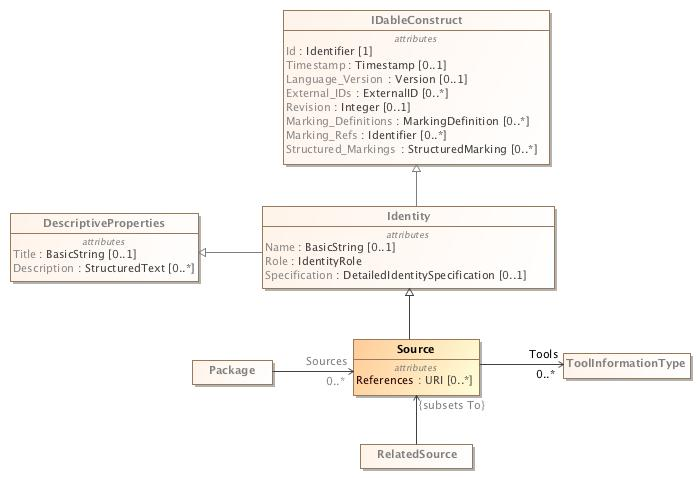 IDableConstruct
attributes
Id : Identifier [1]
Timestamp : Timestamp [0..1]
Language_Version : Version [0..1]
External_IDs : ExternalID [0..*]
Revision : Integer [0..1]
Marking_Definitions : MarkingDefinition [0..*]
Marking_Refs : Identifier [0..*]
Structured_Markings : StructuredMarking [0..*]
DescriptiveProperties
attributes
Title : BasicString [0..1]
Description : StructuredText [0..*]
Identity
attributes
Name : BasicString [0..1]
Role : IdentityRole
Specification : DetailedIdentitySpecification [0..1]
Package
Sources
0..*
Source
attributes
References : URI [0..*]
Tools
0..*
ToolInformationType
{subsets To}
RelatedSource